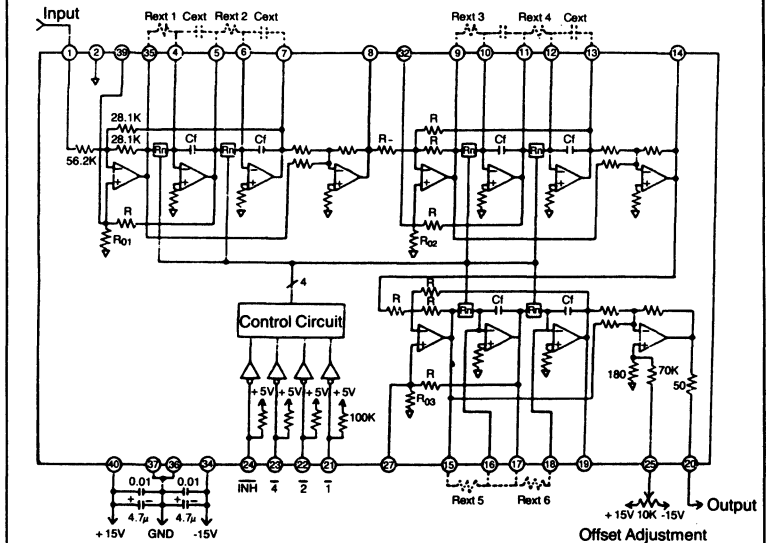 Input
Rext 1 Cext Rext 2 Cext
Rext 3 Cext Rext 4 Cext
1 2 39 35 4 5 6 7 8 32 9 10 11 12 13 14
28.1K
28.1K
56.2K
Rn Cf Rn Cf
R
R01
R-
R
R
Rn Cf Rn Cf
R
R02
4
Control Circuit
+5V +5V +5V +5V
100K
R
R
R
Rn Cf Rn Cf
R
R03
180 70K 50
40 37 36 34 24 23 22 21 27 15 16 17 18 19 25 20
I̅N̅H̅ 4̅ 2̅ 1̅
0.01 0.01
+ - + -
4.7μ 4.7μ
+15V GND -15V
Rext 5 Rext 6
+15V 10K -15V
Output
Offset Adjustment